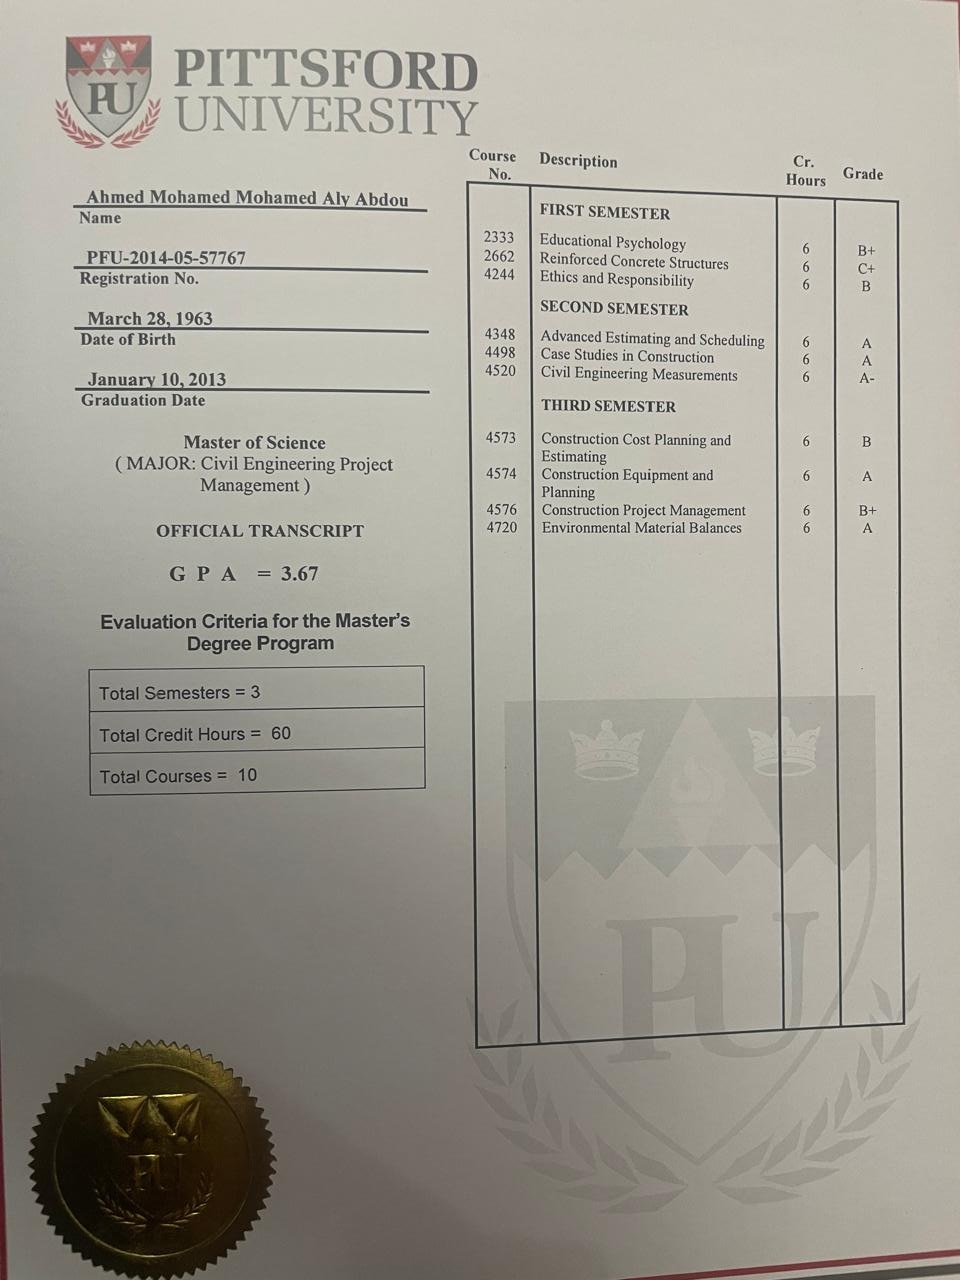 PU
PITTSFORD
UNIVERSITY
Ahmed Mohamed Mohamed Aly Abdou
Name
PFU-2014-05-57767
Registration No.
March 28, 1963
Date of Birth
January 10, 2013
Graduation Date
Master of Science
( MAJOR: Civil Engineering Project
Management )
OFFICIAL TRANSCRIPT
G P A = 3.67
Evaluation Criteria for the Master's
Degree Program
Total Semesters = 3
Total Credit Hours = 60
Total Courses = 10
Course No. Description Cr. Hours Grade
FIRST SEMESTER
2333 Educational Psychology 6 B+
2662 Reinforced Concrete Structures 6 C+
4244 Ethics and Responsibility 6 B
SECOND SEMESTER
4348 Advanced Estimating and Scheduling 6 A
4498 Case Studies in Construction 6 A
4520 Civil Engineering Measurements 6 A-
THIRD SEMESTER
4573 Construction Cost Planning and 6 B
Estimating
4574 Construction Equipment and 6 A
Planning
4576 Construction Project Management 6 B+
4720 Environmental Material Balances 6 A
PU
PU